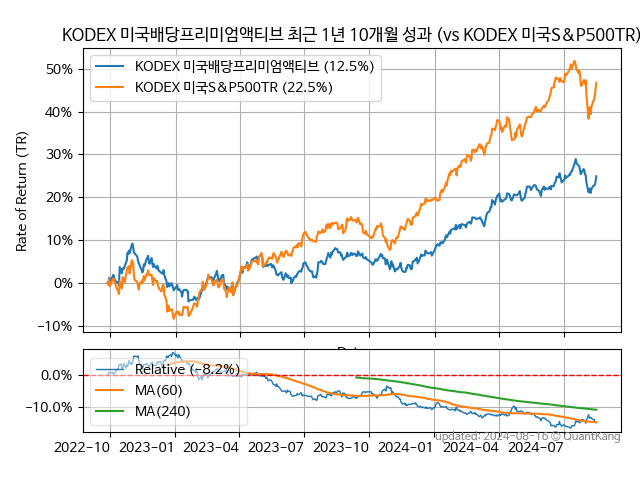 KODEX 미국배당프리미엄액티브 최근 1년 10개월 성과 (vs KODEX 미국S&P500TR)
Rate of Return (TR)
50%
40%
30%
20%
10%
0%
−10%
KODEX 미국배당프리미엄액티브 (12.5%)
KODEX 미국S&P500TR (22.5%)
0.0%
−10.0%
Relative (−8.2%)
MA(60)
MA(240)
2022-10 2023-01 2023-04 2023-07 2023-10 2024-01 2024-04 2024-07
updated: 2024-08-16 © QuantKang